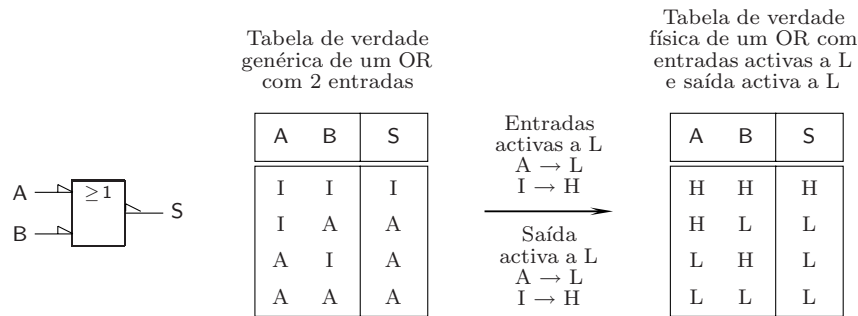 A
B
≥1
S
Tabela de verdade
genérica de um OR
com 2 entradas
A B S
I I I
I A A
A I A
A A A
Entradas
activas a L
A → L
I → H
Saída
activa a L
A → L
I → H
Tabela de verdade
física de um OR com
entradas activas a L
e saída activa a L
A B S
H H H
H L L
L H L
L L L